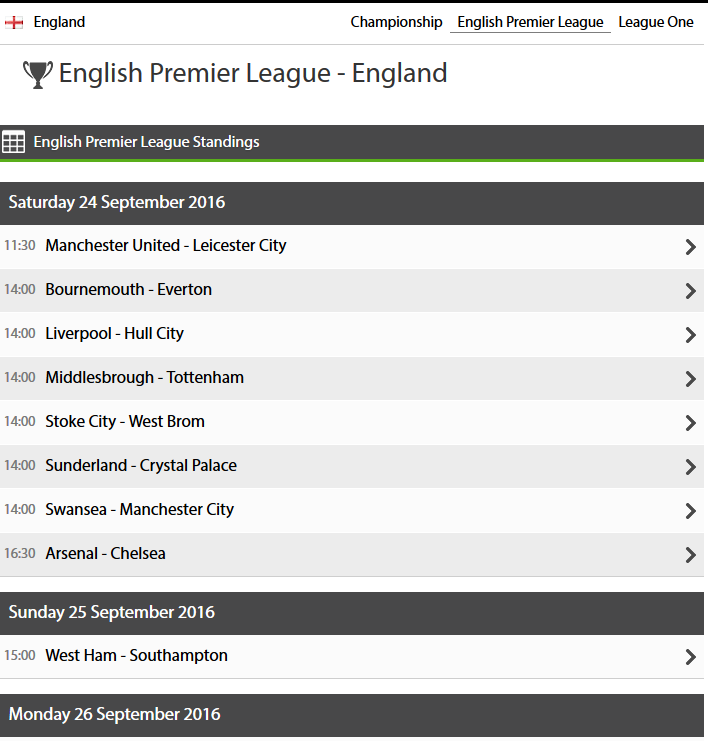 England Championship English Premier League League One
English Premier League - England
English Premier League Standings
Saturday 24 September 2016
11:30 Manchester United - Leicester City
14:00 Bournemouth - Everton
14:00 Liverpool - Hull City
14:00 Middlesbrough - Tottenham
14:00 Stoke City - West Brom
14:00 Sunderland - Crystal Palace
14:00 Swansea - Manchester City
16:30 Arsenal - Chelsea
Sunday 25 September 2016
15:00 West Ham - Southampton
Monday 26 September 2016